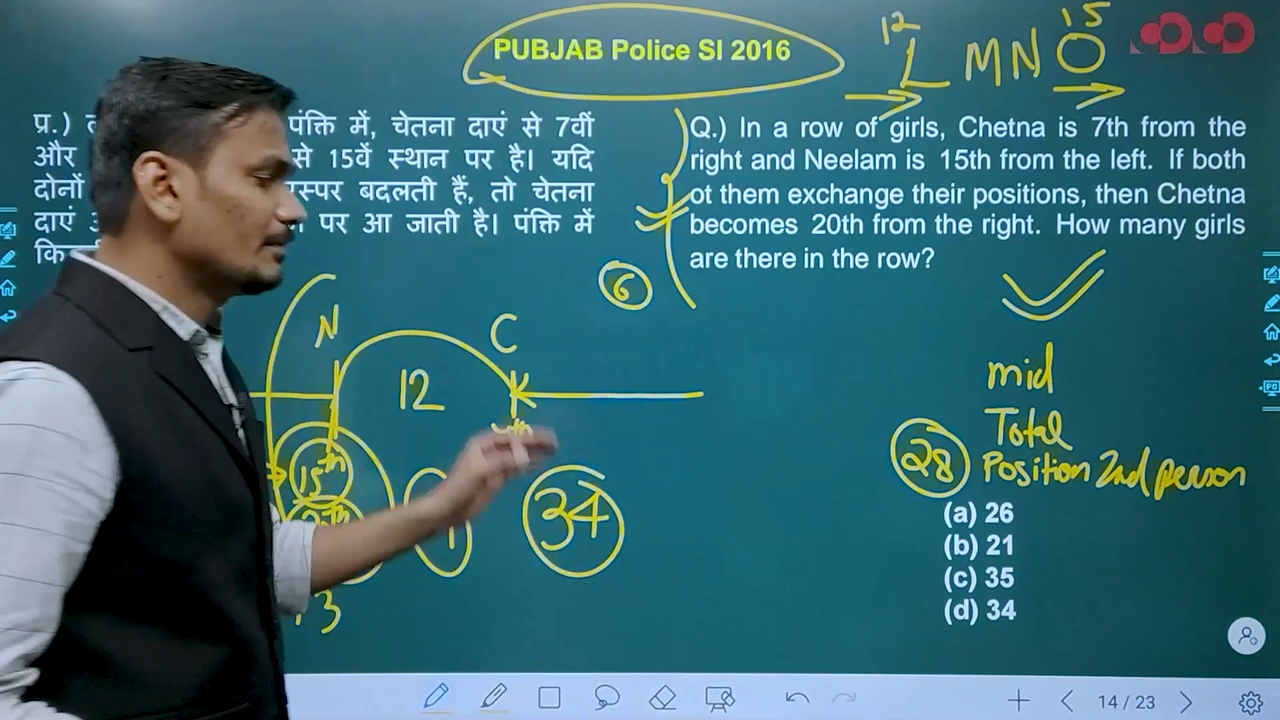 PUBJAB Police SI 2016
12 15
L M N O
प्र.) पंक्ति में, चेतना दाएं से 7वीं
और से 15वें स्थान पर है। यदि
दोनों बदलती हैं, तो चेतना
दाएं पर आ जाती है। पंक्ति में
Q.) In a row of girls, Chetna is 7th from the
right and Neelam is 15th from the left. If both
ot them exchange their positions, then Chetna
becomes 20th from the right. How many girls
are there in the row?
6
N C
12
15th
34
mid
Total
28 Position 2nd person
(a) 26
(b) 21
(c) 35
(d) 34
14 / 23